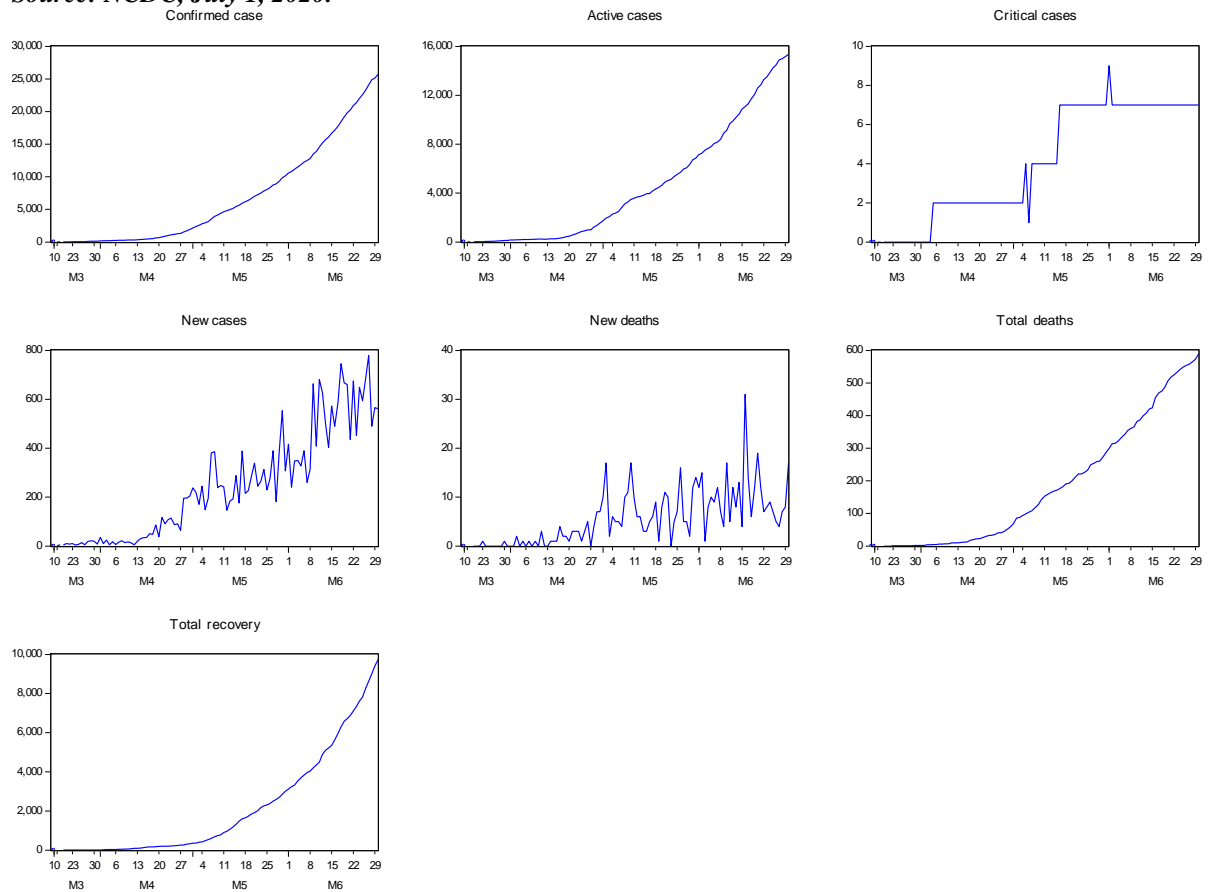 Source: NCDC, July 1, 2020.
Confirmed case
30,000
25,000
20,000
15,000
10,000
5,000
0
10 23 30 6 13 20 27 4 11 18 25 1 8 15 22 29
M3 M4 M5 M6
Active cases
16,000
12,000
8,000
4,000
0
10 23 30 6 13 20 27 4 11 18 25 1 8 15 22 29
M3 M4 M5 M6
Critical cases
10
8
6
4
2
0
10 23 30 6 13 20 27 4 11 18 25 1 8 15 22 29
M3 M4 M5 M6
New cases
800
600
400
200
0
10 23 30 6 13 20 27 4 11 18 25 1 8 15 22 29
M3 M4 M5 M6
New deaths
40
30
20
10
0
10 23 30 6 13 20 27 4 11 18 25 1 8 15 22 29
M3 M4 M5 M6
Total deaths
600
500
400
300
200
100
0
10 23 30 6 13 20 27 4 11 18 25 1 8 15 22 29
M3 M4 M5 M6
Total recovery
10,000
8,000
6,000
4,000
2,000
0
10 23 30 6 13 20 27 4 11 18 25 1 8 15 22 29
M3 M4 M5 M6